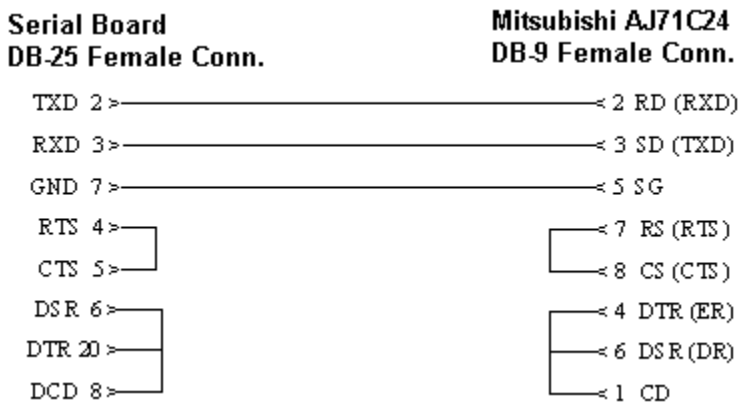 Serial Board
DB-25 Female Conn.
Mitsubishi AJ71C24
DB-9 Female Conn.
TXD 2 2 RD (RXD)
RXD 3 3 SD (TXD)
GND 7 5 SG
RTS 4 7 RS (RTS)
CTS 5 8 CS (CTS)
DSR 6 4 DTR (ER)
DTR 20 6 DSR (DR)
DCD 8 1 CD